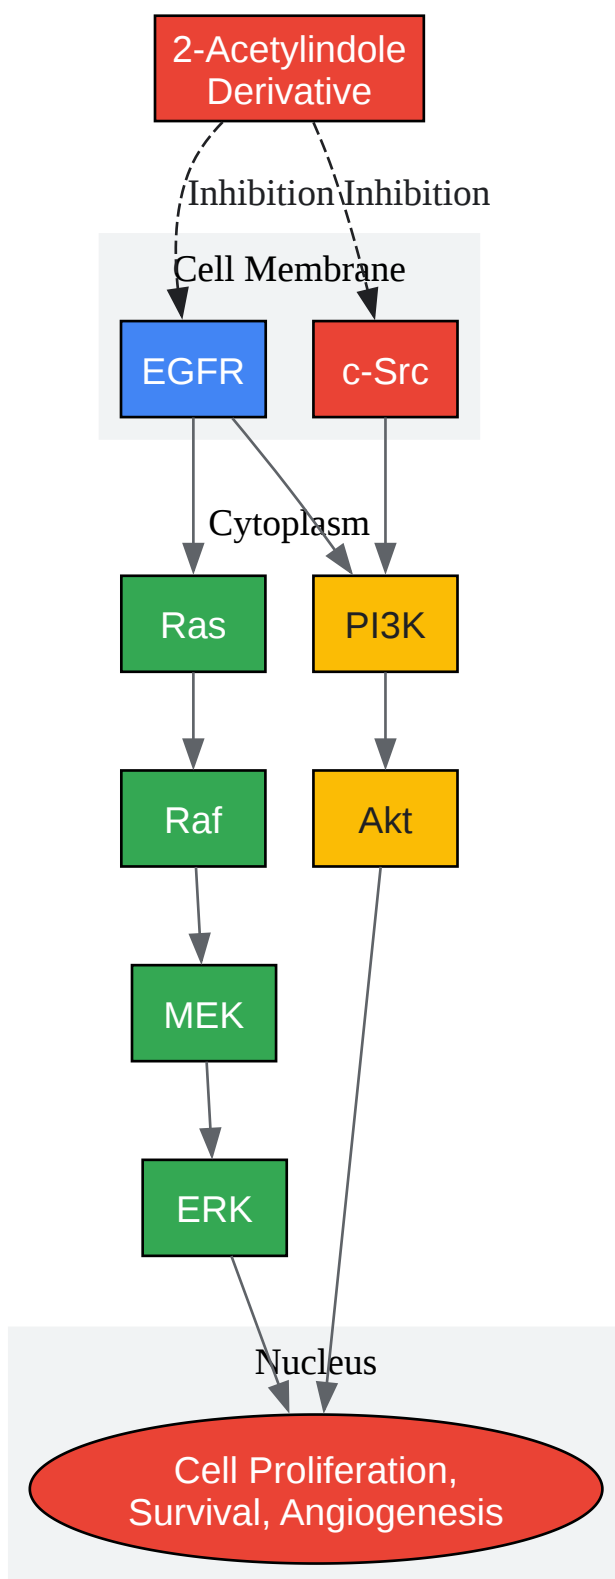 2-Acetylindole
Derivative
Inhibition
Inhibition
Cell Membrane
EGFR
c-Src
Cytoplasm
Ras
PI3K
Raf
Akt
MEK
ERK
Nucleus
Cell Proliferation,
Survival, Angiogenesis